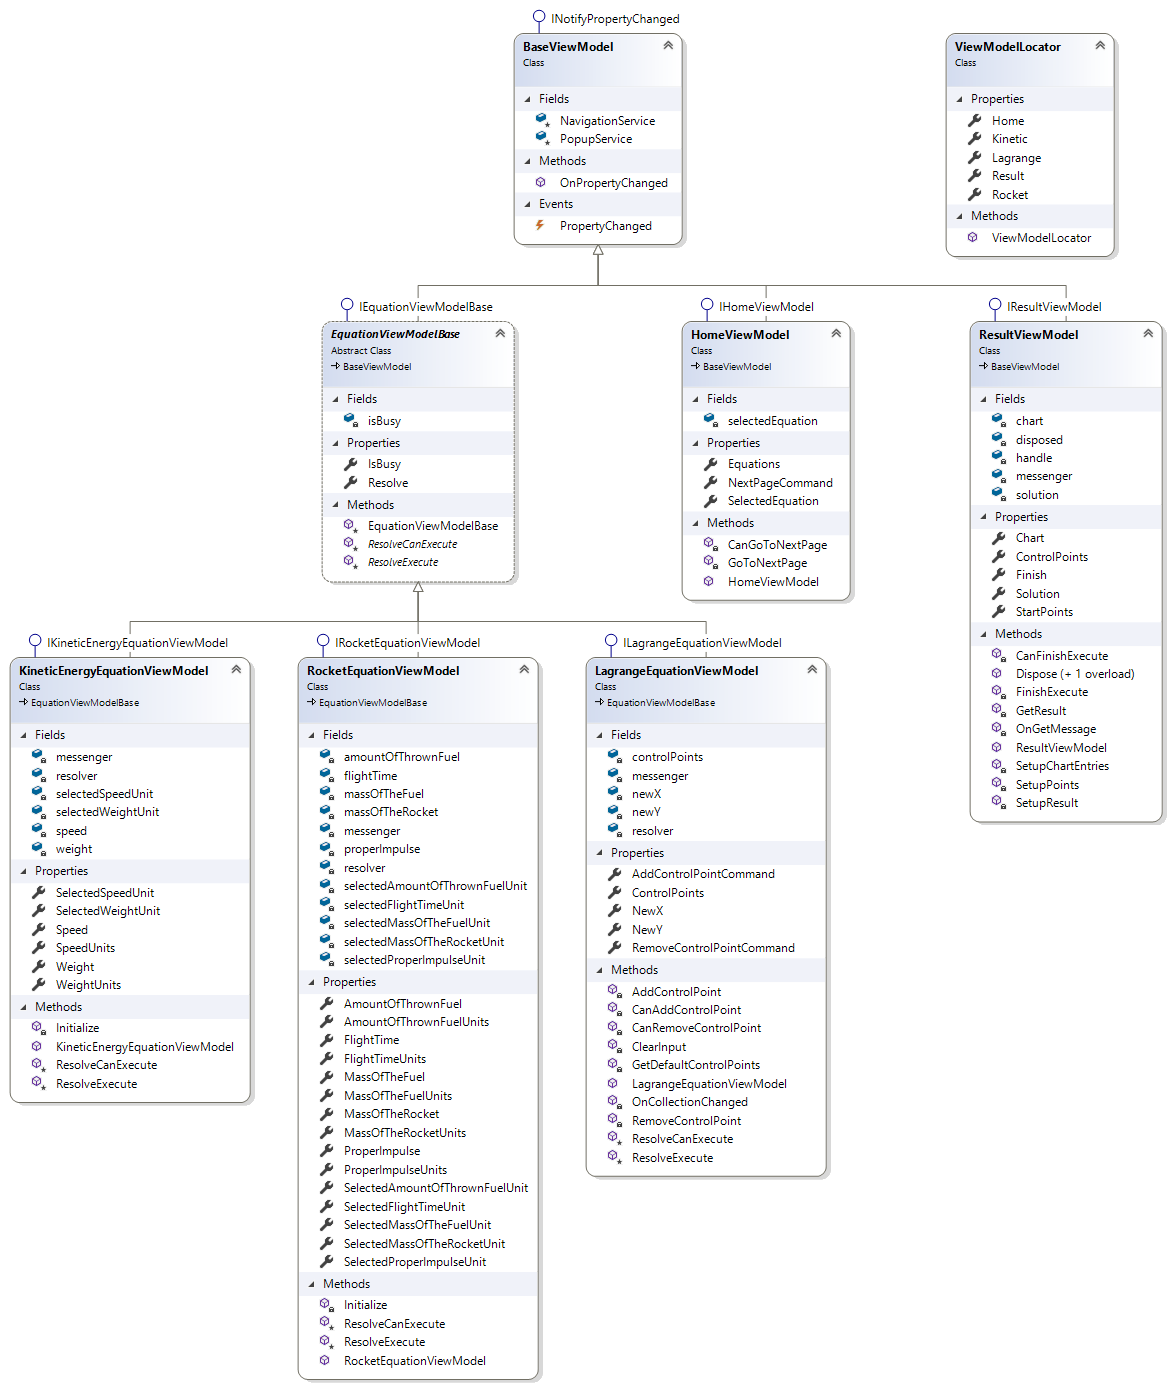 INotifyPropertyChanged
BaseViewModel
Class
Fields
NavigationService
PopupService
Methods
OnPropertyChanged
Events
PropertyChanged
ViewModelLocator
Class
Properties
Home
Kinetic
Lagrange
Result
Rocket
Methods
ViewModelLocator
IEquationViewModelBase
EquationViewModelBase
Abstract Class
BaseViewModel
Fields
isBusy
Properties
IsBusy
Resolve
Methods
EquationViewModelBase
ResolveCanExecute
ResolveExecute
IHomeViewModel
HomeViewModel
Class
BaseViewModel
Fields
selectedEquation
Properties
Equations
NextPageCommand
SelectedEquation
Methods
CanGoToNextPage
GoToNextPage
HomeViewModel
IResultViewModel
ResultViewModel
Class
BaseViewModel
Fields
chart
disposed
handle
messenger
solution
Properties
Chart
ControlPoints
Finish
Solution
StartPoints
Methods
CanFinishExecute
Dispose (+ 1 overload)
FinishExecute
GetResult
OnGetMessage
ResultViewModel
SetupChartEntries
SetupPoints
SetupResult
IKineticEnergyEquationViewModel
KineticEnergyEquationViewModel
Class
EquationViewModelBase
Fields
messenger
resolver
selectedSpeedUnit
selectedWeightUnit
speed
weight
Properties
SelectedSpeedUnit
SelectedWeightUnit
Speed
SpeedUnits
Weight
WeightUnits
Methods
Initialize
KineticEnergyEquationViewModel
ResolveCanExecute
ResolveExecute
IRocketEquationViewModel
RocketEquationViewModel
Class
EquationViewModelBase
Fields
amountOfThrownFuel
flightTime
massOfTheFuel
massOfTheRocket
messenger
properImpulse
resolver
selectedAmountOfThrownFuelUnit
selectedFlightTimeUnit
selectedMassOfTheFuelUnit
selectedMassOfTheRocketUnit
selectedProperImpulseUnit
Properties
AmountOfThrownFuel
AmountOfThrownFuelUnits
FlightTime
FlightTimeUnits
MassOfTheFuel
MassOfTheFuelUnits
MassOfTheRocket
MassOfTheRocketUnits
ProperImpulse
ProperImpulseUnits
SelectedAmountOfThrownFuelUnit
SelectedFlightTimeUnit
SelectedMassOfTheFuelUnit
SelectedMassOfTheRocketUnit
SelectedProperImpulseUnit
Methods
Initialize
ResolveCanExecute
ResolveExecute
RocketEquationViewModel
ILagrangeEquationViewModel
LagrangeEquationViewModel
Class
EquationViewModelBase
Fields
controlPoints
messenger
newX
newY
resolver
Properties
AddControlPointCommand
ControlPoints
NewX
NewY
RemoveControlPointCommand
Methods
AddControlPoint
CanAddControlPoint
CanRemoveControlPoint
ClearInput
GetDefaultControlPoints
LagrangeEquationViewModel
OnCollectionChanged
RemoveControlPoint
ResolveCanExecute
ResolveExecute